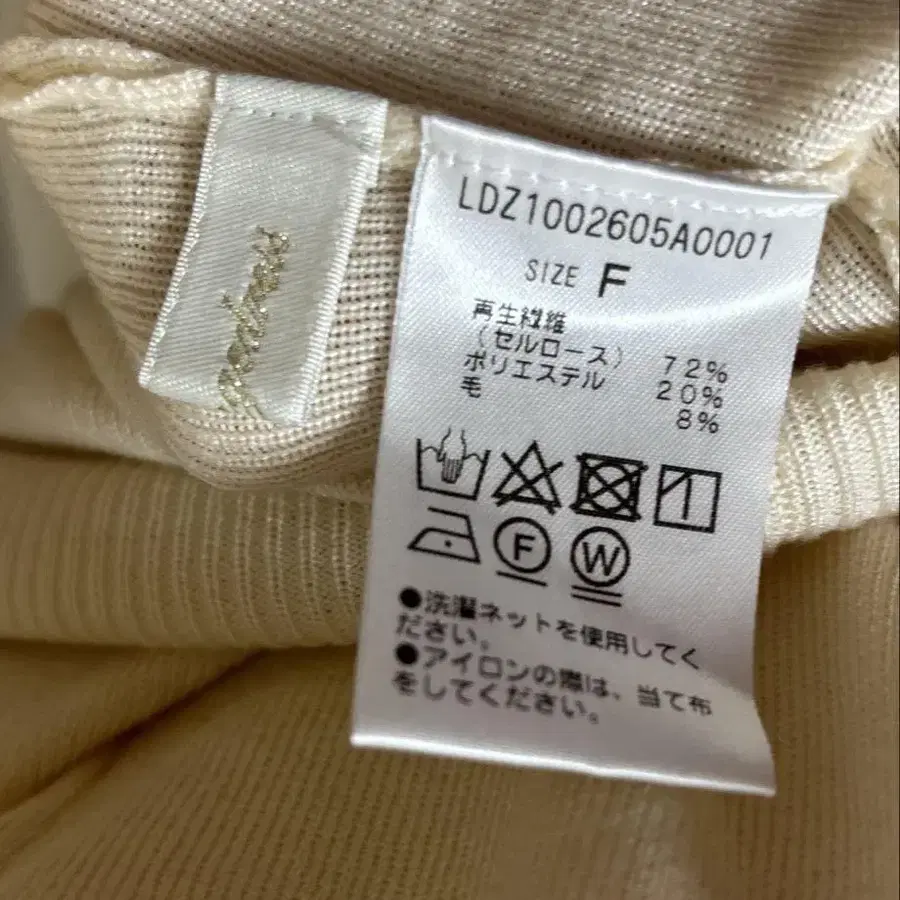 LDZ1002605A0001
SIZE F
再生繊維
(セルロース) 72%
ポリエステル 20%
毛 8%
F W
●洗濯ネットを使用してく
ださい。
●アイロンの際は、当て布
をしてください。